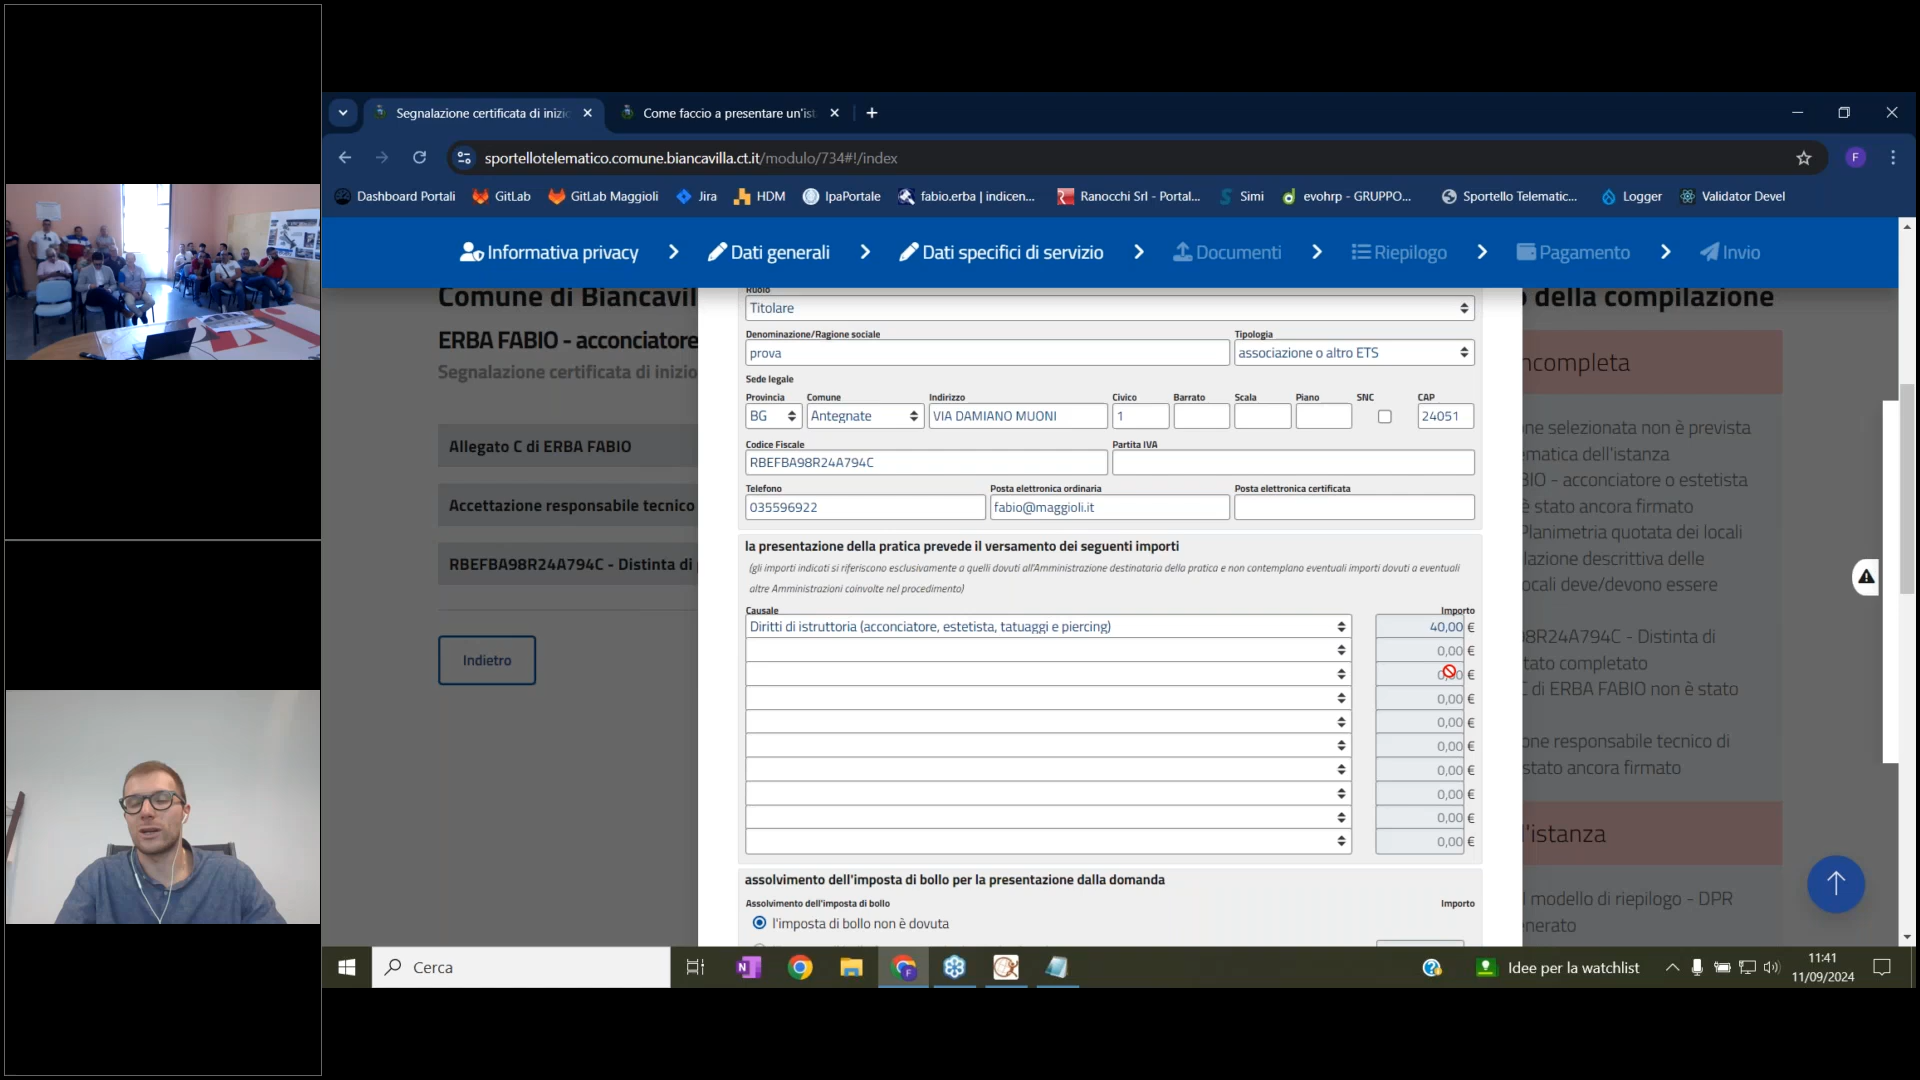 Segnalazione certificata di inizi
Come faccio a presentare un'ist
sportellotelematico.comune.biancavilla.ct.it/modulo/734#!/index
F
Dashboard Portali
GitLab
GitLab Maggioli
Jira
HDM
IpaPortale
fabio.erba | indicen...
Ranocchi Srl - Portal...
Simi
evohrp - GRUPPO...
Sportello Telematic...
Logger
Validator Devel
Informativa privacy
Dati generali
Dati specifici di servizio
Documenti
Riepilogo
Pagamento
Invio
Comune di Biancavil
ERBA FABIO - acconciatore
Segnalazione certificata di inizio
Allegato C di ERBA FABIO
Accettazione responsabile tecnico
RBEFBA98R24A794C - Distinta di
Indietro
Ruolo
Titolare
Denominazione/Ragione sociale
Tipologia
prova
associazione o altro ETS
Sede legale
Provincia
Comune
Indirizzo
Civico
Barrato
Scala
Piano
SNC
CAP
BG
Antegnate
VIA DAMIANO MUONI
1
24051
Codice Fiscale
Partita IVA
RBEFBA98R24A794C
Telefono
Posta elettronica ordinaria
Posta elettronica certificata
035596922
fabio@maggioli.it
la presentazione della pratica prevede il versamento dei seguenti importi
(gli importi indicati si riferiscono esclusivamente a quelli dovuti all'Amministrazione destinataria della pratica e non contemplano eventuali importi dovuti a eventuali
altre Amministrazioni coinvolte nel procedimento)
Causale
Importo
Diritti di istruttoria (acconciatore, estetista, tatuaggi e piercing)
40,00 €
0,00 €
0,00 €
0,00 €
0,00 €
0,00 €
0,00 €
0,00 €
0,00 €
0,00 €
assolvimento dell'imposta di bollo per la presentazione dalla domanda
Assolvimento dell'imposta di bollo
Importo
l'imposta di bollo non è dovuta
della compilazione
ncompleta
ne selezionata non è prevista
ematica dell'istanza
BIO - acconciatore o estetista
è stato ancora firmato
Planimetria quotata dei locali
lazione descrittiva delle
ocali deve/devono essere
8R24A794C - Distinta di
tato completato
C di ERBA FABIO non è stato
one responsabile tecnico di
stato ancora firmato
l'istanza
l modello di riepilogo - DPR
nerato
Cerca
Idee per la watchlist
11:41
11/09/2024